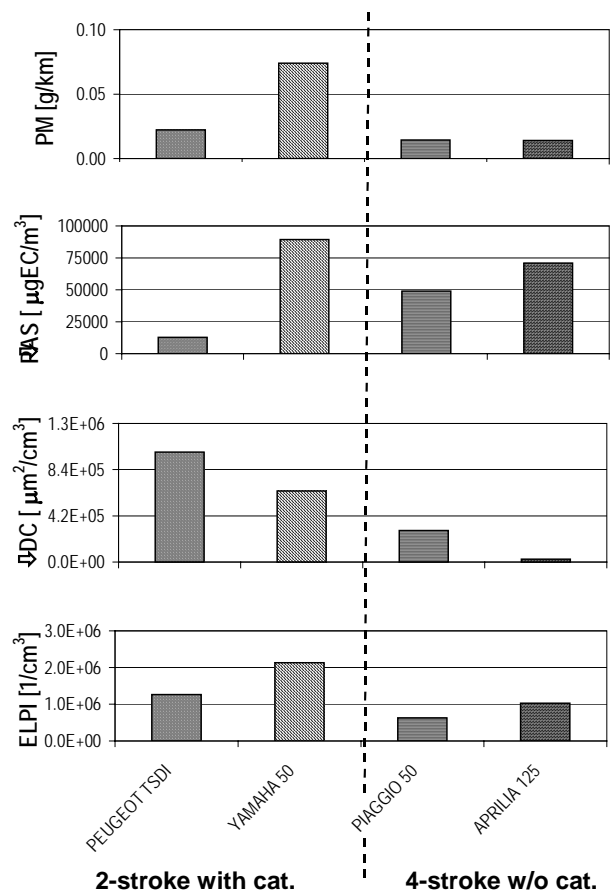 PM [g/km]
0.10
0.05
0.00
[ µgEC/m³]
100000
75000
50000
25000
0
[ µm²/cm³]
1.3E+06
8.4E+05
4.2E+05
0.0E+00
ELPI [1/cm³]
3.0E+06
2.0E+06
1.0E+06
0.0E+00
PEUGEOT TSDI
YAMAHA 50
PIAGGIO 50
APRILIA 125
2-stroke with cat.
4-stroke w/o cat.